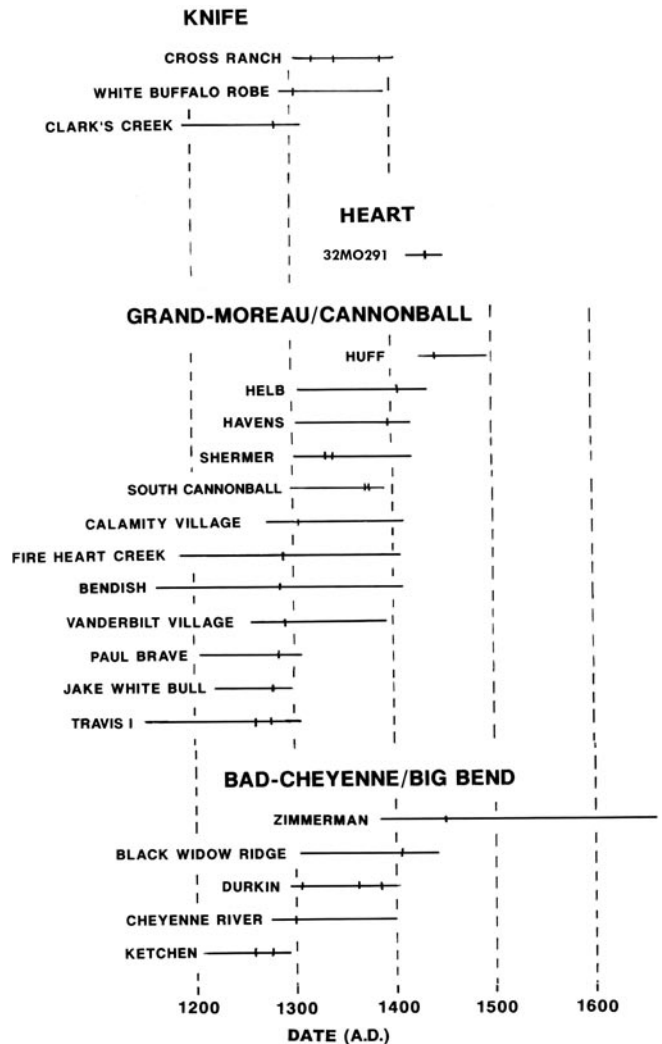 KNIFE
CROSS RANCH
WHITE BUFFALO ROBE
CLARK'S CREEK
HEART
32MO291
GRAND-MOREAU/CANNONBALL
HUFF
HELB
HAVENS
SHERMER
SOUTH CANNONBALL
CALAMITY VILLAGE
FIRE HEART CREEK
BENDISH
VANDERBILT VILLAGE
PAUL BRAVE
JAKE WHITE BULL
TRAVIS I
BAD-CHEYENNE/BIG BEND
ZIMMERMAN
BLACK WIDOW RIDGE
DURKIN
CHEYENNE RIVER
KETCHEN
1200 1300 1400 1500 1600
DATE (A.D.)